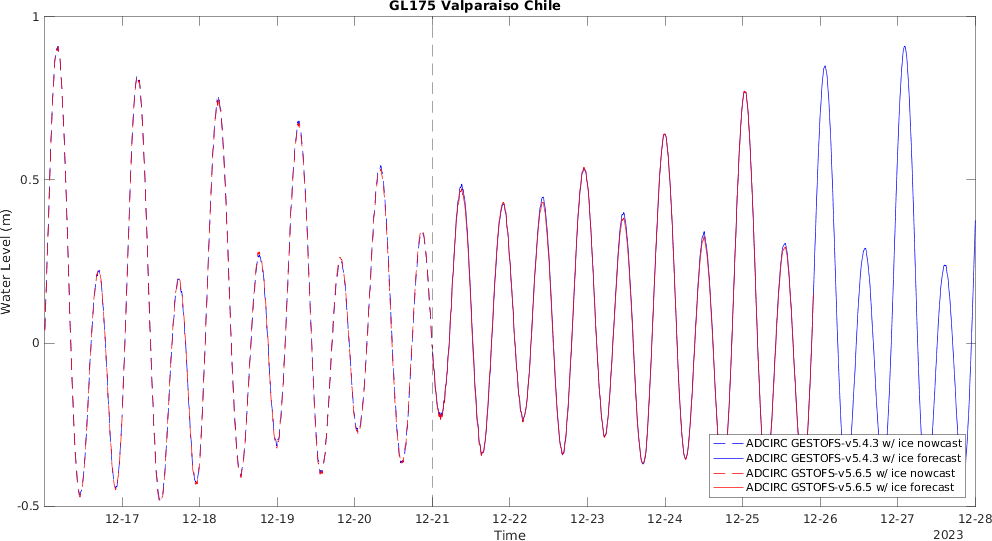 GL175 Valparaiso Chile
1
0.5
0
-0.5
Water Level (m)
12-17 12-18 12-19 12-20 12-21 12-22 12-23 12-24 12-25 12-26 12-27 12-28
Time
2023
ADCIRC GESTOFS-v5.4.3 w/ ice nowcast
ADCIRC GESTOFS-v5.4.3 w/ ice forecast
ADCIRC GSTOFS-v5.6.5 w/ ice nowcast
ADCIRC GSTOFS-v5.6.5 w/ ice forecast